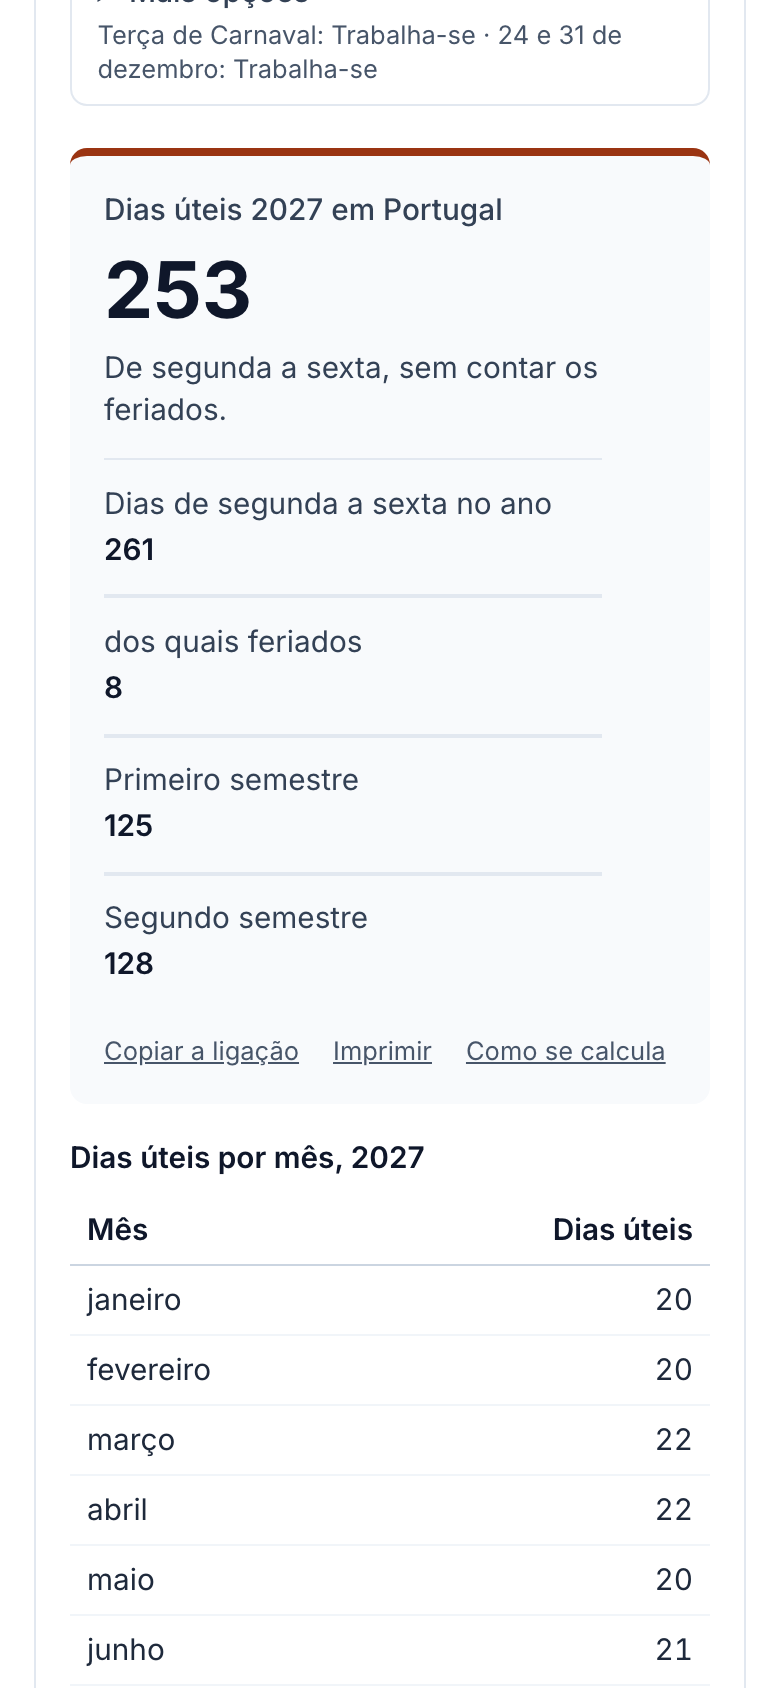 Mais opções
Terça de Carnaval: Trabalha-se · 24 e 31 de
dezembro: Trabalha-se
Dias úteis 2027 em Portugal
253
De segunda a sexta, sem contar os
feriados.
Dias de segunda a sexta no ano
261
dos quais feriados
8
Primeiro semestre
125
Segundo semestre
128
Copiar a ligação Imprimir Como se calcula
Dias úteis por mês, 2027
Mês Dias úteis
janeiro 20
fevereiro 20
março 22
abril 22
maio 20
junho 21